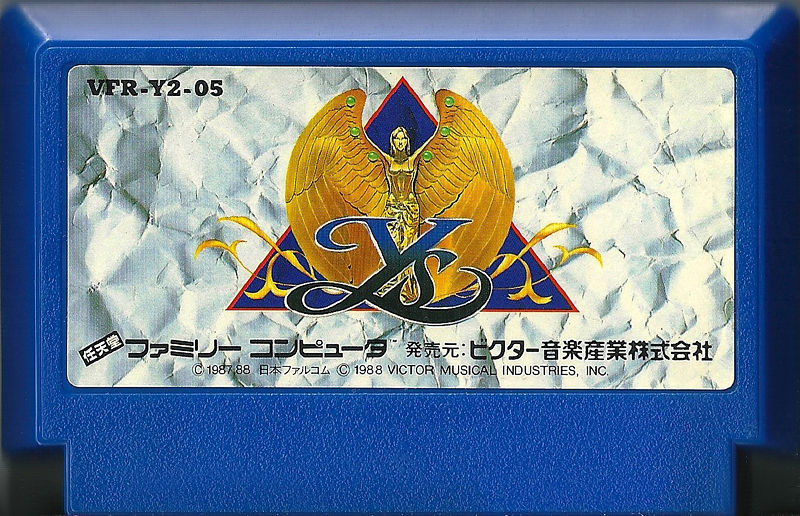 VFR-Y2-05
Ys
任天堂 ファミリー コンピュータ™ 発売元:ビクター音楽産業株式会社
© 1987,88 日本ファルコム © 1988 VICTOR MUSICAL INDUSTRIES, INC.